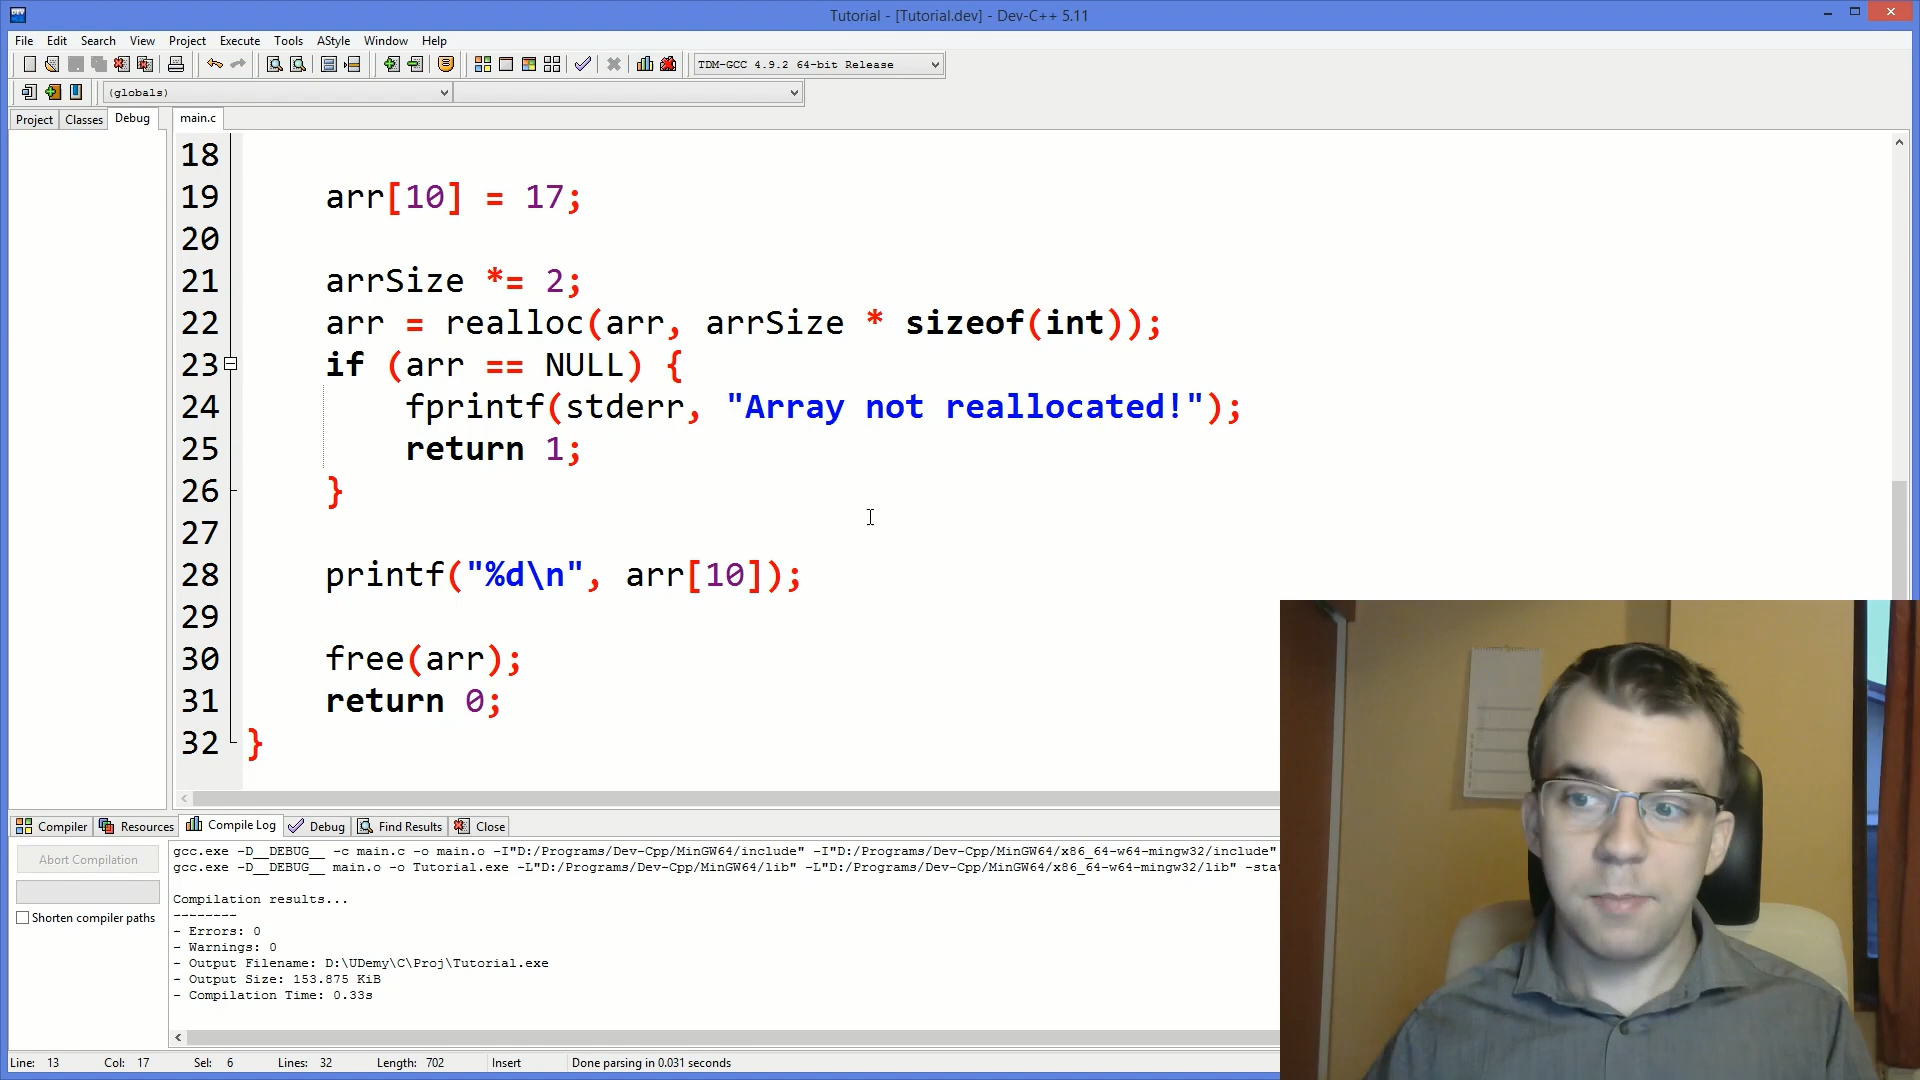 Tutorial - [Tutorial.dev] - Dev-C++ 5.11
File Edit Search View Project Execute Tools AStyle Window Help
TDM-GCC 4.9.2 64-bit Release
(globals)
Project Classes Debug main.c
18
19 arr[10] = 17;
20
21 arrSize *= 2;
22 arr = realloc(arr, arrSize * sizeof(int));
23 if (arr == NULL) {
24 fprintf(stderr, "Array not reallocated!");
25 return 1;
26 }
27
28 printf("%d\n", arr[10]);
29
30 free(arr);
31 return 0;
32 }
Compiler Resources Compile Log Debug Find Results Close
Abort Compilation
Shorten compiler paths
gcc.exe -D__DEBUG__ -c main.c -o main.o -I"D:/Programs/Dev-Cpp/MinGW64/include" -I"D:/Programs/Dev-Cpp/MinGW64/x86_64-w64-mingw32/include"
gcc.exe -D__DEBUG__ main.o -o Tutorial.exe -L"D:/Programs/Dev-Cpp/MinGW64/lib" -L"D:/Programs/Dev-Cpp/MinGW64/x86_64-w64-mingw32/lib" -sta
Compilation results...
--------
- Errors: 0
- Warnings: 0
- Output Filename: D:\UDemy\C\Proj\Tutorial.exe
- Output Size: 153.875 KiB
- Compilation Time: 0.33s
Line: 13 Col: 17 Sel: 6 Lines: 32 Length: 702 Insert Done parsing in 0.031 seconds